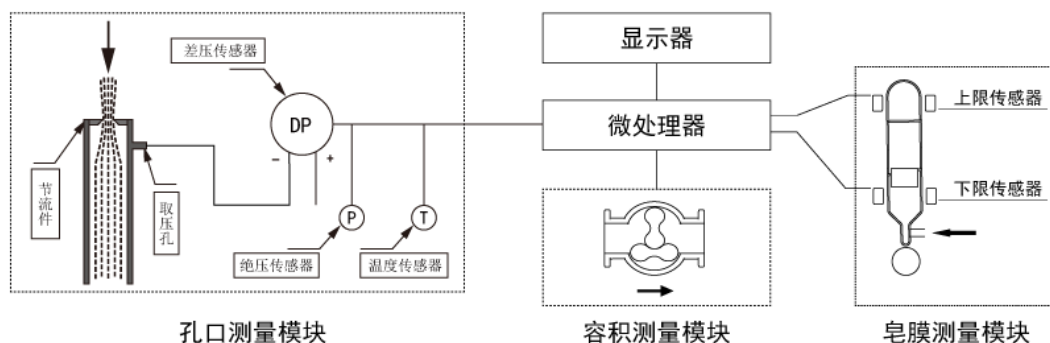 差压传感器
DP
−
+
节流件
取压孔
P
T
绝压传感器
温度传感器
孔口测量模块
显示器
微处理器
容积测量模块
上限传感器
下限传感器
皂膜测量模块